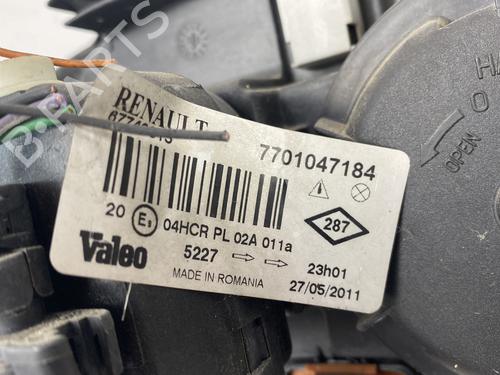 RENAULT
7701047184
287
20 E 04HCR PL 02A 011a
Valeo
5227
MADE IN ROMANIA
23h01
27/05/2011
O
OPEN
B-PARTS